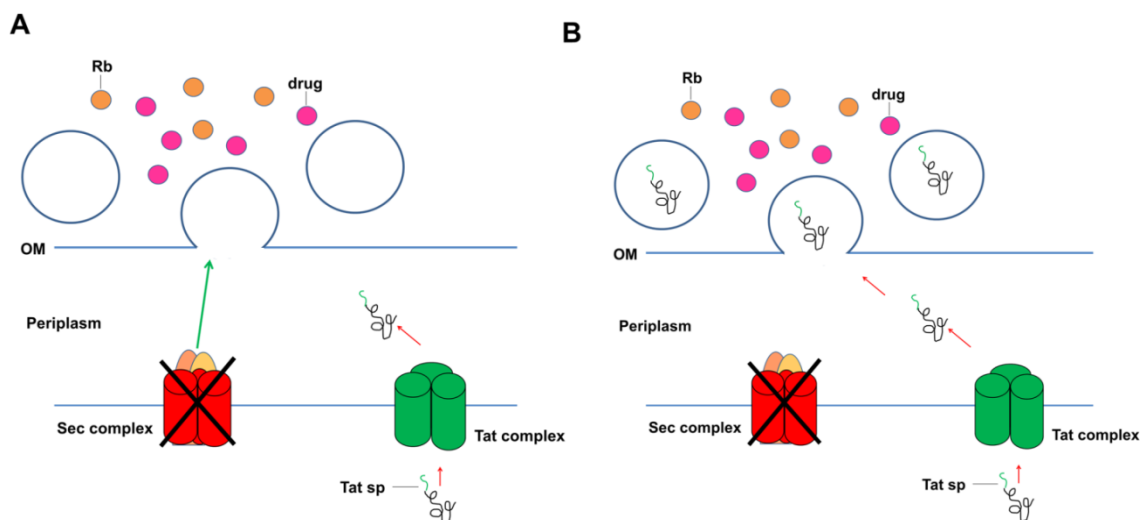 A
Rb
drug
OM
Periplasm
Sec complex
Tat complex
Tat sp
B
Rb
drug
OM
Periplasm
Sec complex
Tat complex
Tat sp